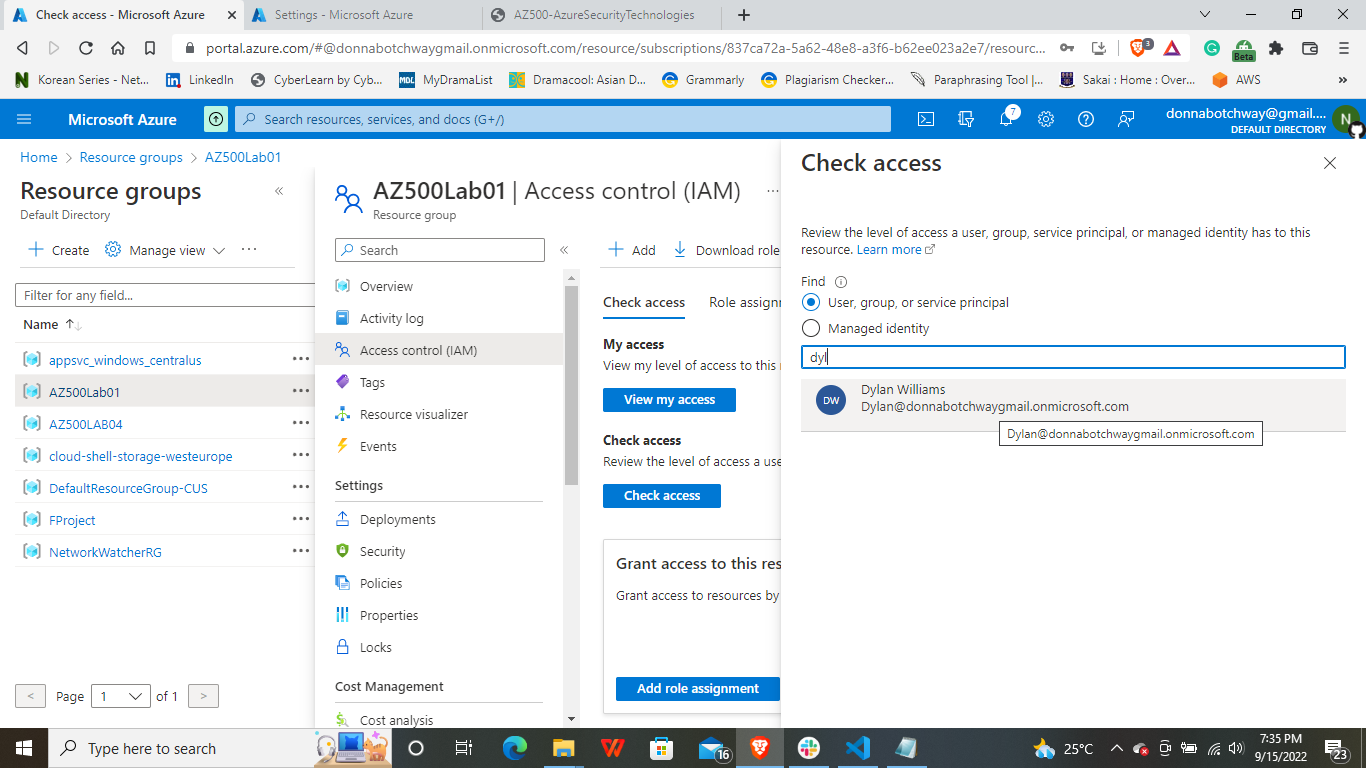 Check access - Microsoft Azure
Settings - Microsoft Azure
AZ500-AzureSecurityTechnologies
portal.azure.com/#@donnabotchwaygmail.onmicrosoft.com/resource/subscriptions/837ca72a-5a62-48e8-a3f6-b62ee023a2e7/resourc...
3
Beta
Korean Series - Net...
LinkedIn
CyberLearn by Cyb...
MDL
MyDramaList
Dramacool: Asian D...
Grammarly
Plagiarism Checker...
Paraphrasing Tool |...
Sakai : Home : Over...
AWS
»
Microsoft Azure
Search resources, services, and docs (G+/)
7
donnabotchway@gmail....
DEFAULT DIRECTORY
N
Home > Resource groups > AZ500Lab01
Resource groups
«
Default Directory
+ Create
Manage view
...
Filter for any field...
Name
appsvc_windows_centralus
AZ500Lab01
AZ500LAB04
cloud-shell-storage-westeurope
DefaultResourceGroup-CUS
FProject
NetworkWatcherRG
< Page 1 of 1 >
AZ500Lab01 | Access control (IAM)
...
Resource group
Search
«
Overview
Activity log
Access control (IAM)
Tags
Resource visualizer
Events
Settings
Deployments
Security
Policies
Properties
Locks
Cost Management
Cost analysis
+ Add
Download role
Check access
Role assignm
My access
View my level of access to this r
View my access
Check access
Review the level of access a use
Check access
Grant access to this res
Grant access to resources by
Add role assignment
Check access
Review the level of access a user, group, service principal, or managed identity has to this
resource. Learn more
Find
User, group, or service principal
Managed identity
dyl
DW
Dylan Williams
Dylan@donnabotchwaygmail.onmicrosoft.com
Dylan@donnabotchwaygmail.onmicrosoft.com
Type here to search
16
25°C
7:35 PM
9/15/2022
23